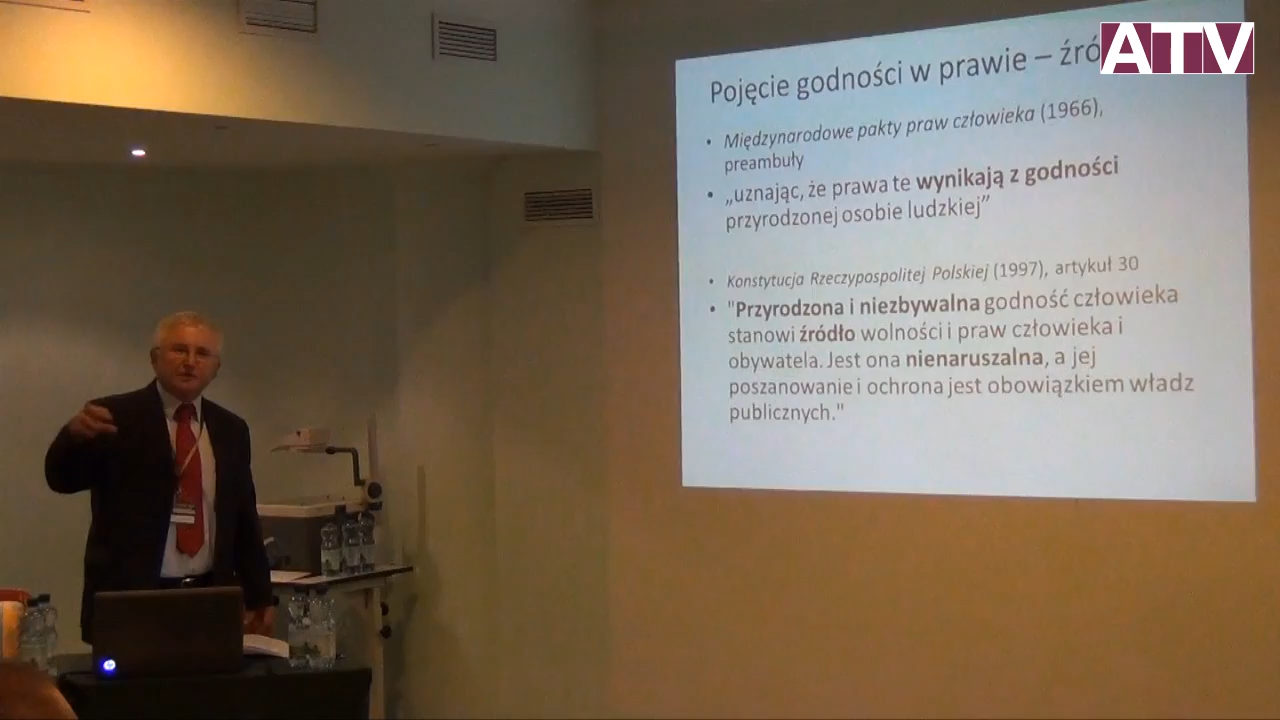 ATV
Pojęcie godności w prawie – źró
• Międzynarodowe pakty praw człowieka (1966),
preambuły
• „uznając, że prawa te wynikają z godności
przyrodzonej osobie ludzkiej”
• Konstytucja Rzeczypospolitej Polskiej (1997), artykuł 30
• "Przyrodzona i niezbywalna godność człowieka
stanowi źródło wolności i praw człowieka i
obywatela. Jest ona nienaruszalna, a jej
poszanowanie i ochrona jest obowiązkiem władz
publicznych."